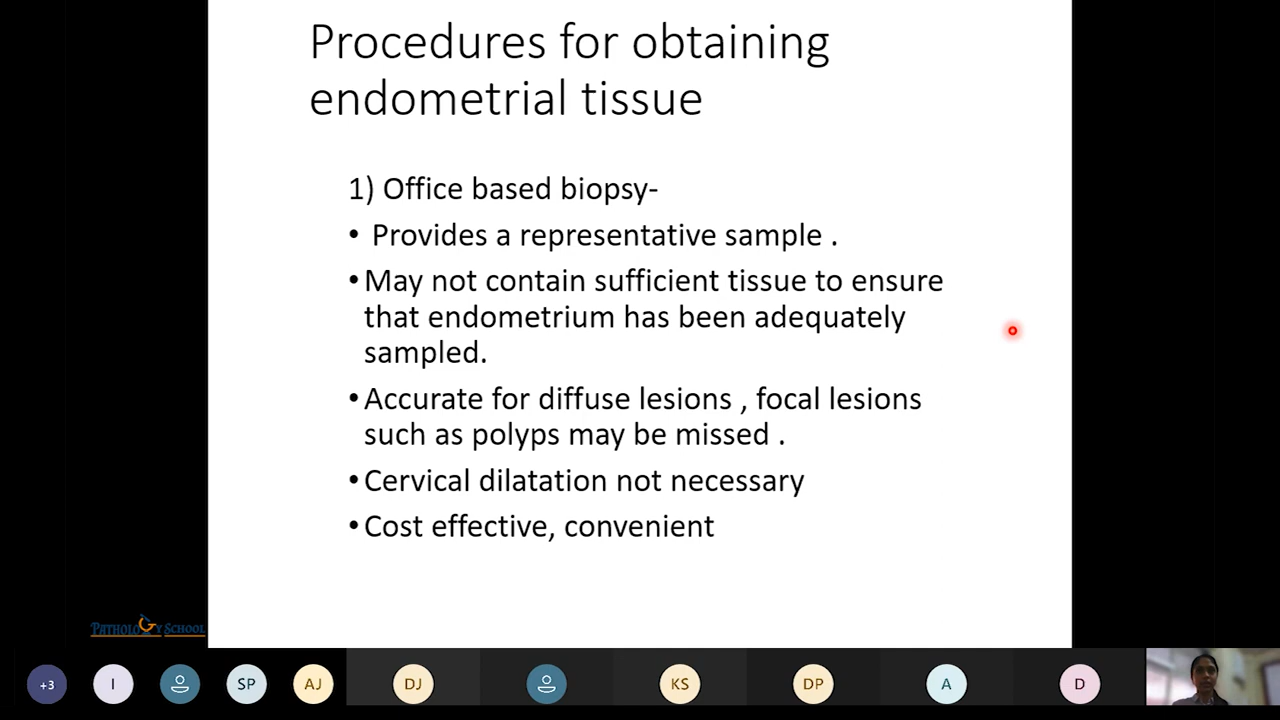 Procedures for obtaining
endometrial tissue
1) Office based biopsy-
• Provides a representative sample .
• May not contain sufficient tissue to ensure
that endometrium has been adequately
sampled.
• Accurate for diffuse lesions , focal lesions
such as polyps may be missed .
• Cervical dilatation not necessary
• Cost effective, convenient
PATHOLOGY SCHOOL
+3 I SP AJ DJ KS DP A D